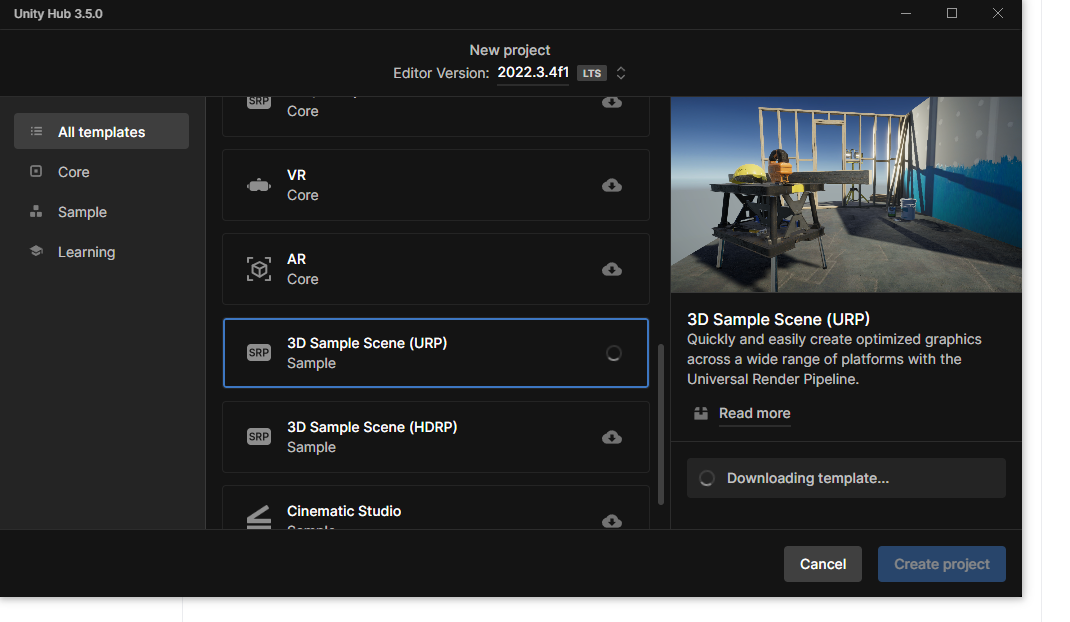 Unity Hub 3.5.0
New project
Editor Version: 2022.3.4f1 LTS
All templates
Core
Sample
Learning
SRP
Core
VR
Core
AR
Core
SRP
3D Sample Scene (URP)
Sample
SRP
3D Sample Scene (HDRP)
Sample
Cinematic Studio
Sample
3D Sample Scene (URP)
Quickly and easily create optimized graphics
across a wide range of platforms with the
Universal Render Pipeline.
Read more
Downloading template...
Cancel
Create project